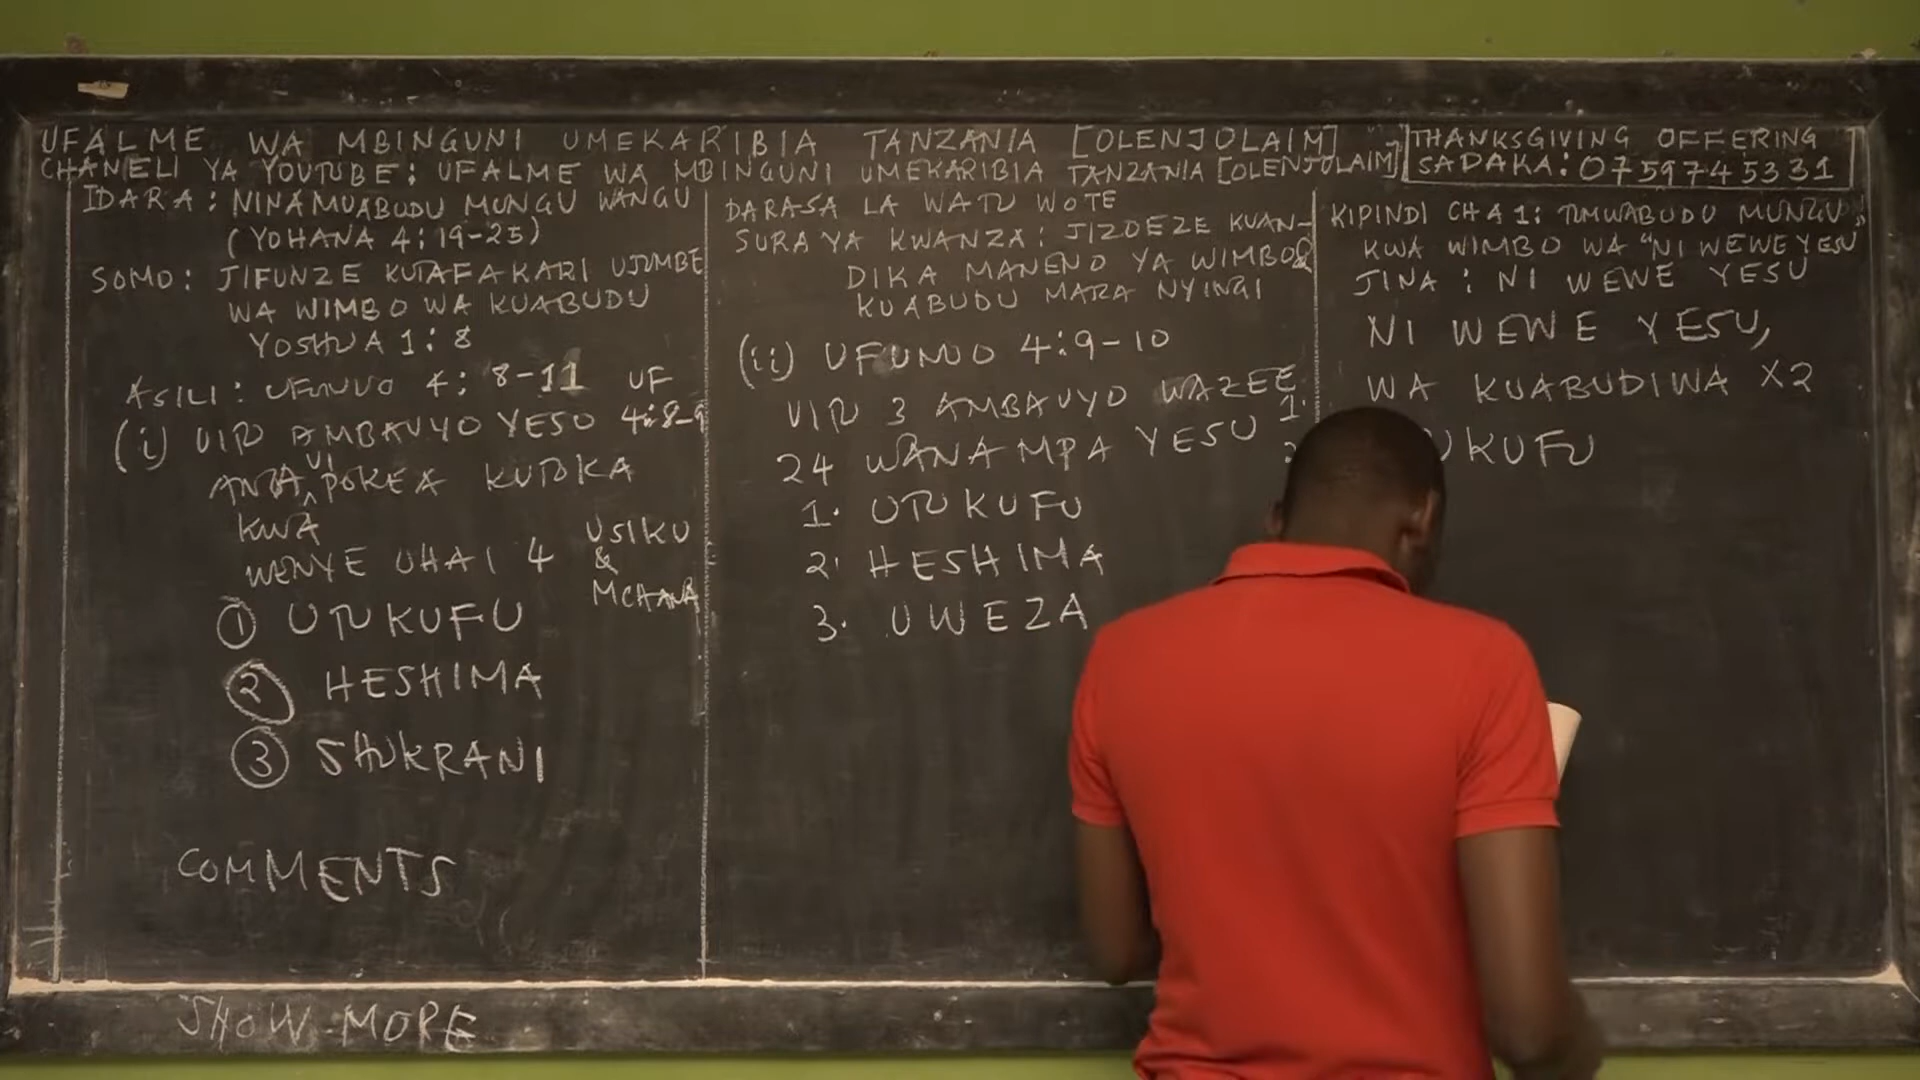 UFALME WA MBINGUNI UMEKARIBIA TANZANIA [OLENJOLAIM]
CHANELI YA YOUTUBE: UFALME WA MBINGUNI UMEKARIBIA TANZANIA [OLENJOLAIM]
THANKSGIVING OFFERING
SADAKA: 0759745331
IDARA: NINAMUABUDU MUNGU WANGU
(YOHANA 4:19-25)
SOMO: JIFUNZE KUTAFAKARI UJUMBE
WA WIMBO WA KUABUDU
YOSHUA 1:8
ASILI: UFUNUO 4:8-11 UF
(i) VITU AMBAVYO YESU 4:8-9
ANAVIPOKEA KUTOKA
KWA
WENYE UHAI 4 USIKU
&
MCHANA
1 UTUKUFU
2 HESHIMA
3 SHUKRANI
COMMENTS
SHOW MORE
DARASA LA WATU WOTE
SURA YA KWANZA: JIZOEZE KUAN-
DIKA MANENO YA WIMBO
KUABUDU MARA NYINGI
(ii) UFUNUO 4:9-10
VITU 3 AMBAVYO WAZEE
24 WANAMPA YESU
1. UTUKUFU
2. HESHIMA
3. UWEZA
KIPINDI CHA 1: TUMWABUDU MUNGU
KWA WIMBO WA "NI WEWE YESU"
JINA: NI WEWE YESU
1. NI WEWE YESU,
WA KUABUDIWA X2
UKUFU